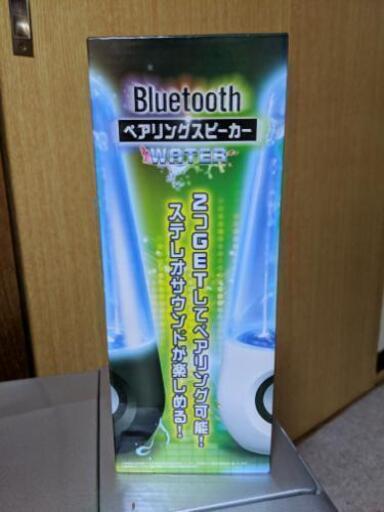 Bluetooth
ペアリングスピーカー
WATER
2つGETしてペアリング可能!
ステレオサウンドが楽しめる!